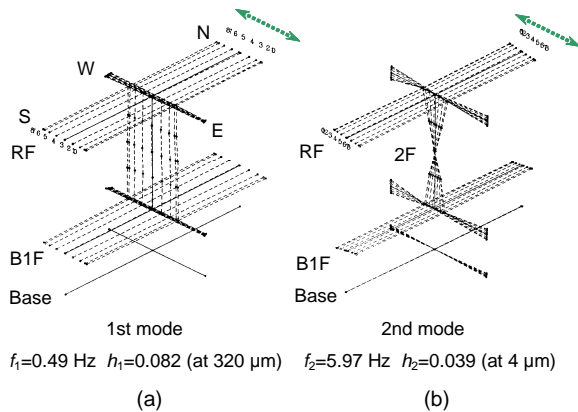 N
W
S
E
RF
2F
RF
B1F
B1F
Base
Base
1st mode
2nd mode
f₁=0.49 Hz h₁=0.082 (at 320 μm)
f₂=5.97 Hz h₂=0.039 (at 4 μm)
(a)
(b)